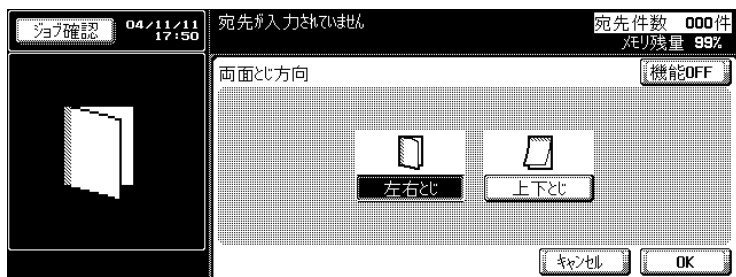 ジョブ確認
04/11/11
17:50
宛先が入力されていません
宛先件数 000件
メモリ残量 99%
両面とじ方向
機能OFF
左右とじ
上下とじ
キャンセル
OK